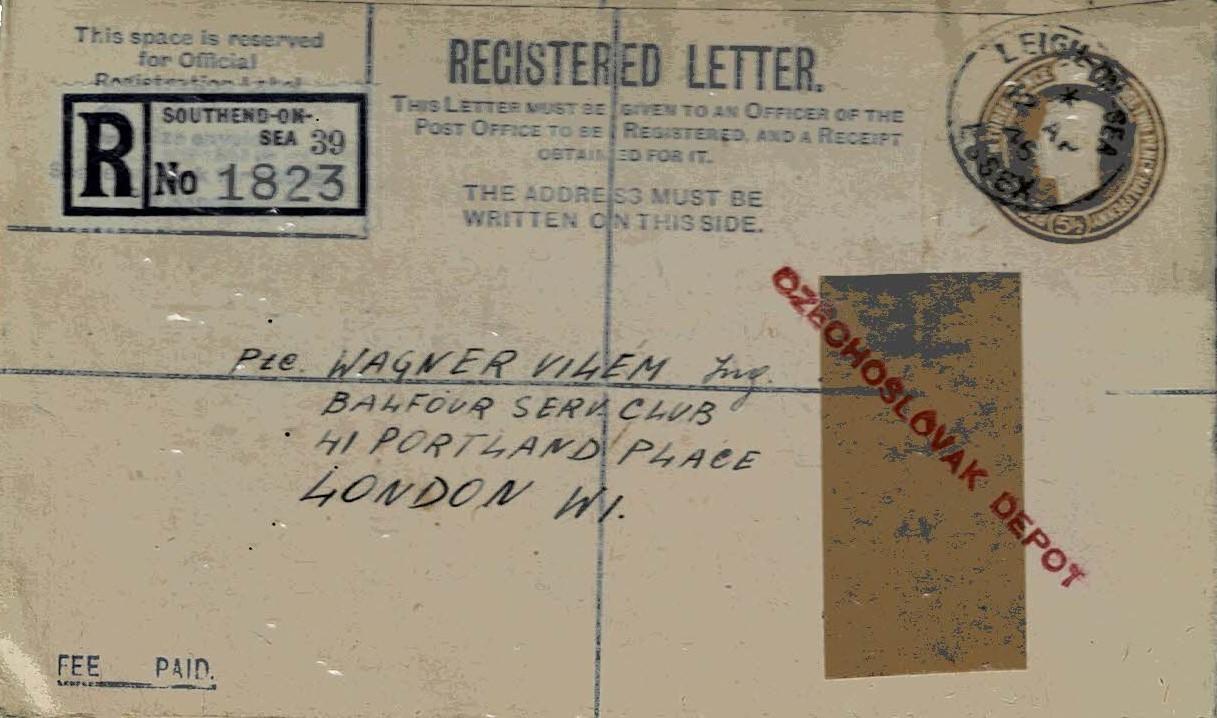 This space is reserved
for Official
Registration Label
R
SOUTHEND-ON-
SEA 39
No 1823
REGISTERED LETTER.
THIS LETTER MUST BE GIVEN TO AN OFFICER OF THE
POST OFFICE TO BE REGISTERED, AND A RECEIPT
OBTAINED FOR IT.
THE ADDRESS MUST BE
WRITTEN ON THIS SIDE.
LEIGH-ON-SEA
ESSEX
CZECHOSLOVAK DEPOT
Pte. WAGNER VILEM Ing.
BALFOUR SERV. CLUB
41 PORTLAND PLACE
LONDON W1.
FEE PAID.